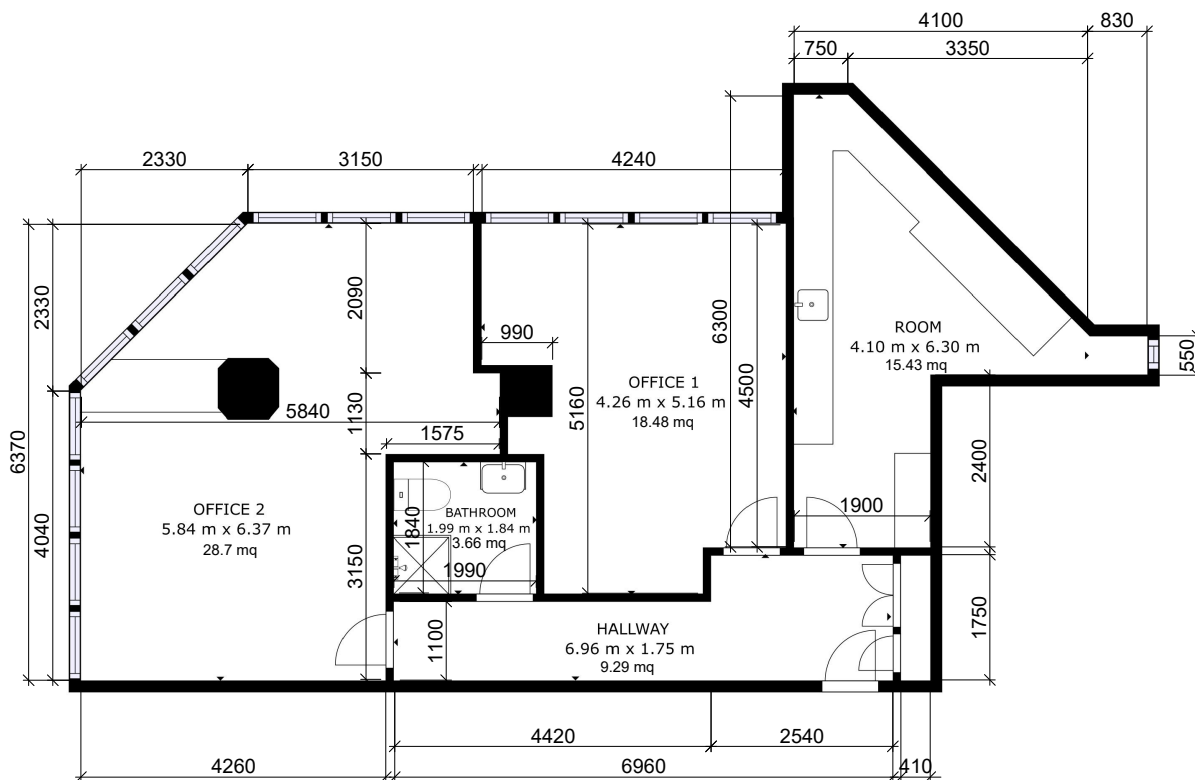 4100 830
750 3350
2330 3150 4240
2330
2090
6300
990
4500
ROOM
4.10 m x 6.30 m
15.43 mq
550
OFFICE 1
4.26 m x 5.16 m
18.48 mq
5160
5840
1130
1575
6370
2400
4040
OFFICE 2
5.84 m x 6.37 m
28.7 mq
1840
BATHROOM
1.99 m x 1.84 m
3.66 mq
1990
1900
3150
1100
HALLWAY
6.96 m x 1.75 m
9.29 mq
1750
4420 2540
4260 6960 410